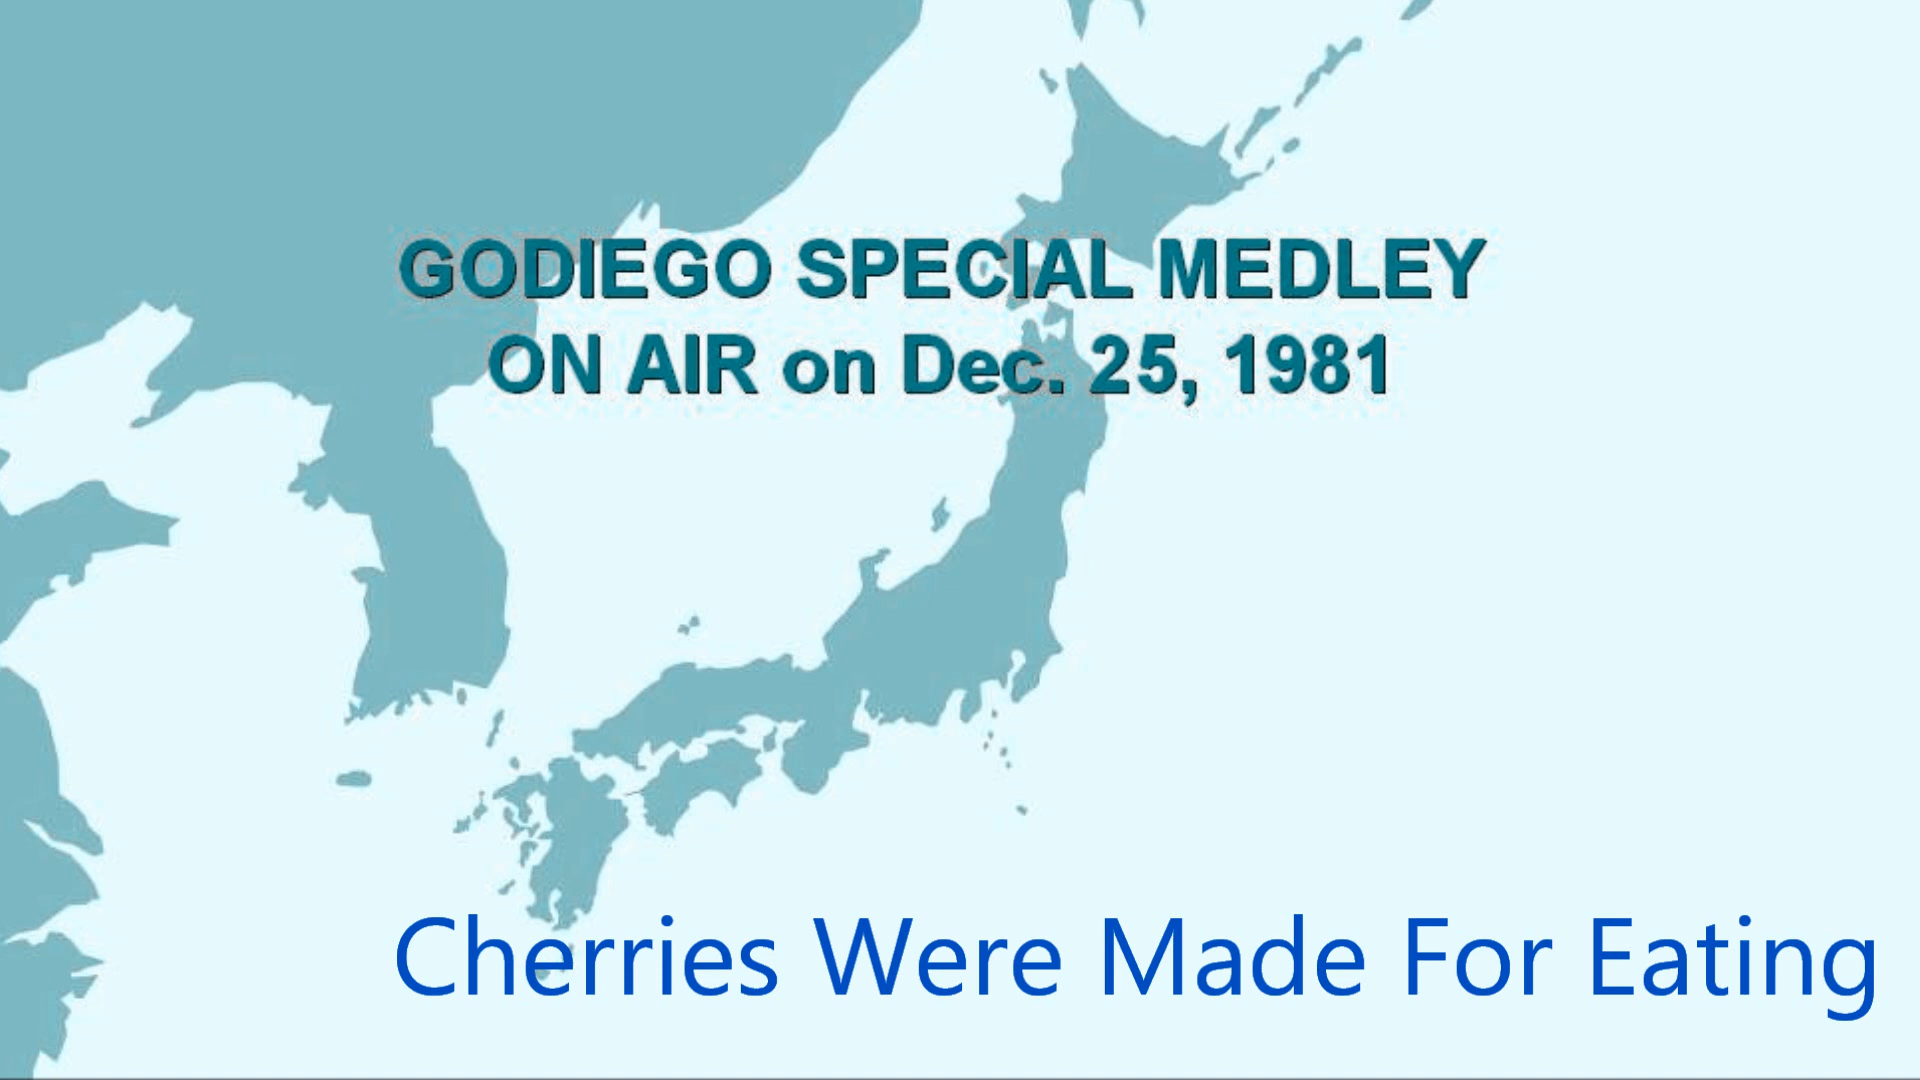 GODIEGO SPECIAL MEDLEY
ON AIR on Dec. 25, 1981
Cherries Were Made For Eating